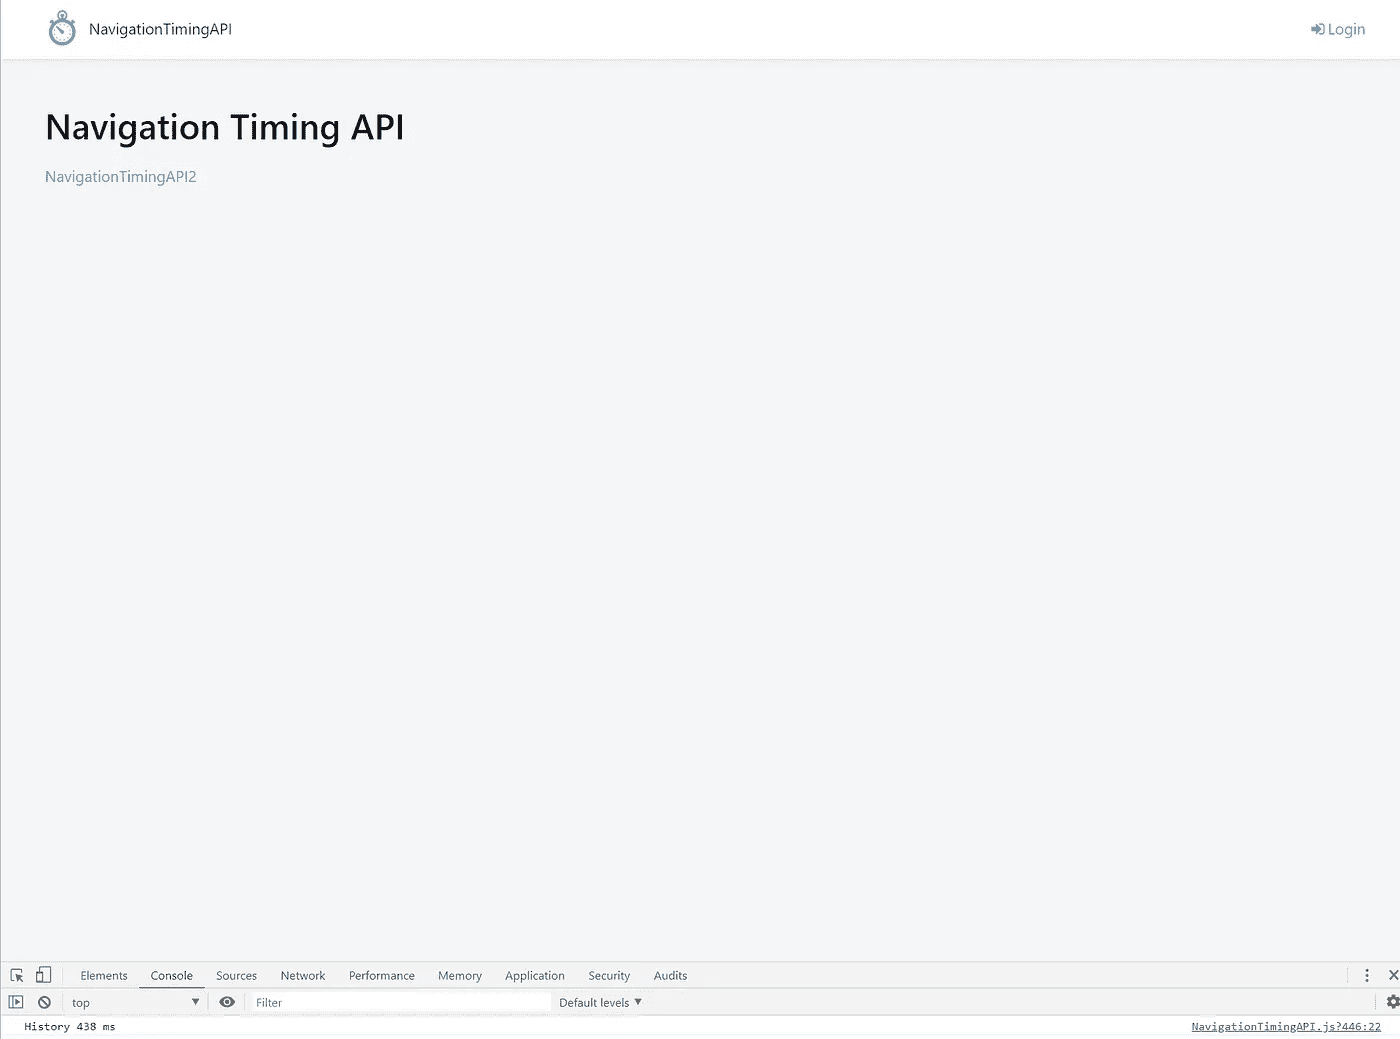 NavigationTimingAPI
Login
Navigation Timing API
NavigationTimingAPI2
Elements Console Sources Network Performance Memory Application Security Audits
top Filter Default levels
History 438 ms NavigationTimingAPI.js?446:22